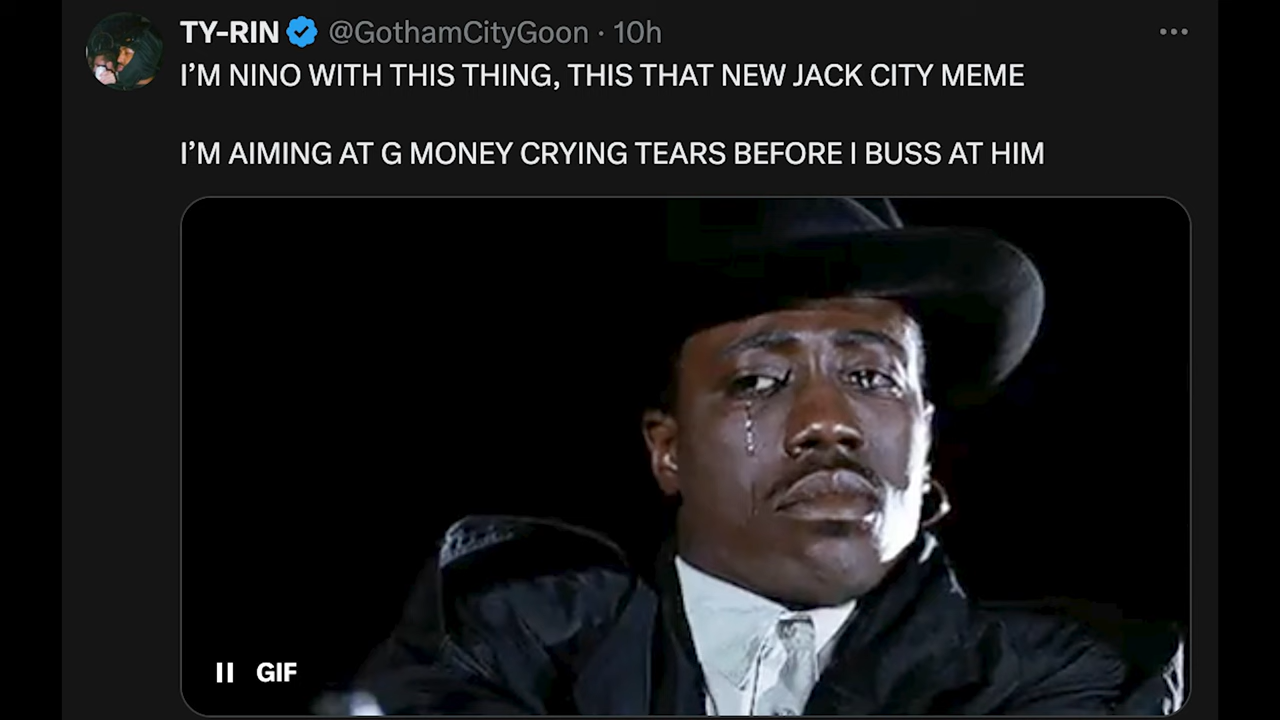 TY-RIN @GothamCityGoon · 10h
I’M NINO WITH THIS THING, THIS THAT NEW JACK CITY MEME
I’M AIMING AT G MONEY CRYING TEARS BEFORE I BUSS AT HIM
GIF